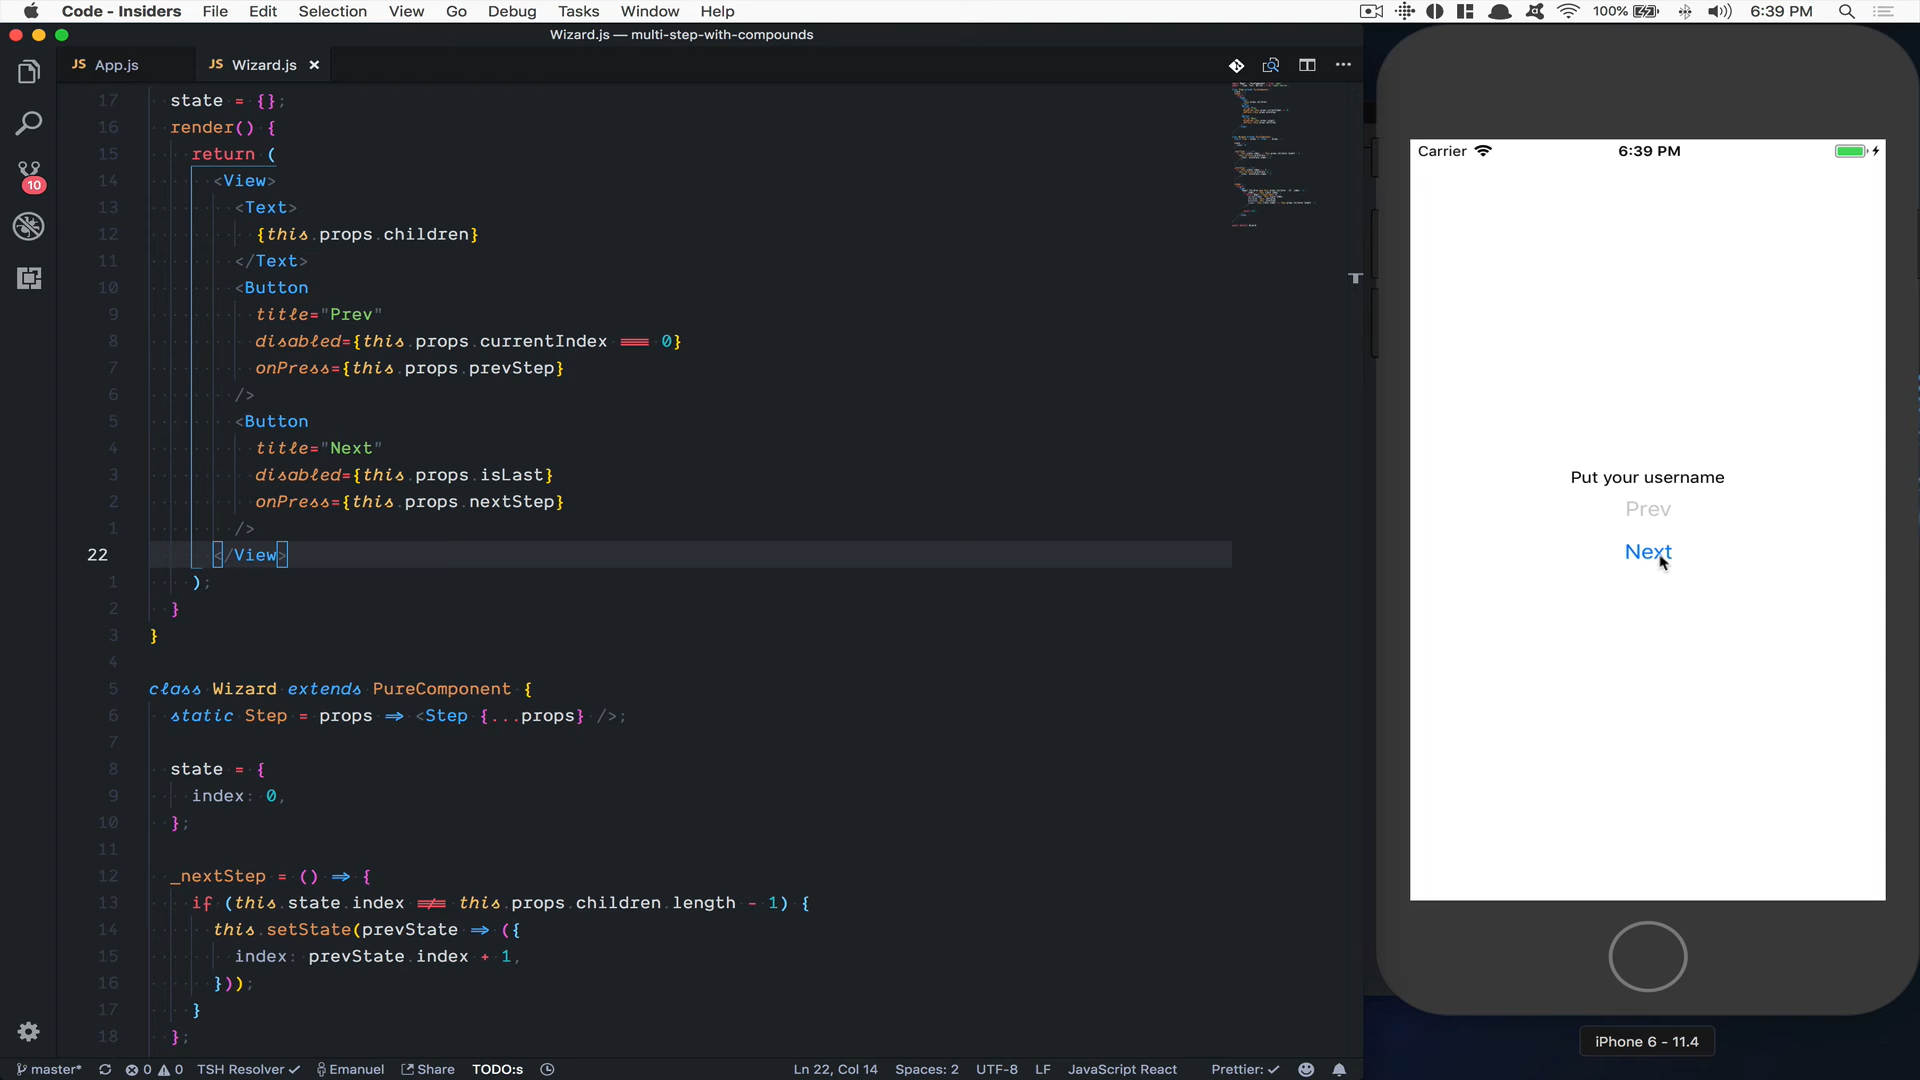 Code - Insiders File Edit Selection View Go Debug Tasks Window Help 100% 6:39 PM
Wizard.js — multi-step-with-compounds
JS App.js JS Wizard.js ×
17 state = {};
16 render() {
15 return (
14 <View>
13 <Text>
12 {this.props.children}
11 </Text>
10 <Button
9 title="Prev"
8 disabled={this.props.currentIndex === 0}
7 onPress={this.props.prevStep}
6 />
5 <Button
4 title="Next"
3 disabled={this.props.isLast}
2 onPress={this.props.nextStep}
1 />
22 </View>
1 );
2 }
3 }
4
5 class Wizard extends PureComponent {
6 static Step = props => <Step {...props} />;
7
8 state = {
9 index: 0,
10 };
11
12 _nextStep = () => {
13 if (this.state.index !== this.props.children.length - 1) {
14 this.setState(prevState => ({
15 index: prevState.index + 1,
16 }));
17 }
18 };
10
master* 0 0 TSH Resolver ✓ Emanuel Share TODO:s Ln 22, Col 14 Spaces: 2 UTF-8 LF JavaScript React Prettier: ✓
Carrier 6:39 PM
Put your username
Prev
Next
iPhone 6 - 11.4